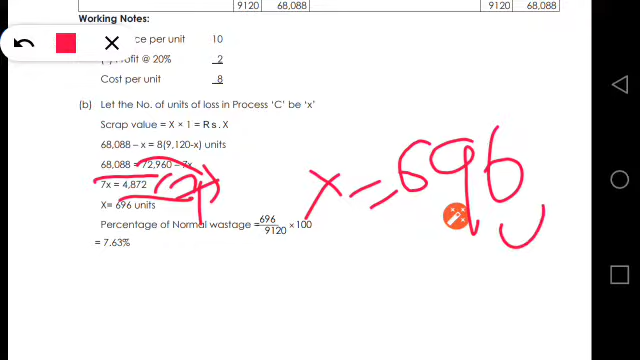 9120 68,088 9120 68,088
Working Notes:
ce per unit 10
ofit @ 20% 2
Cost per unit 8
(b) Let the No. of units of loss in Process 'C' be 'x'
Scrap value = X × 1 = Rs.X
68,088 – x = 8(9,120-x) units
68,088 = 72,960 – 7x
7x = 4,872
X= 696 units
x = 696
Percentage of Normal wastage = 696/9120 ×100
= 7.63%